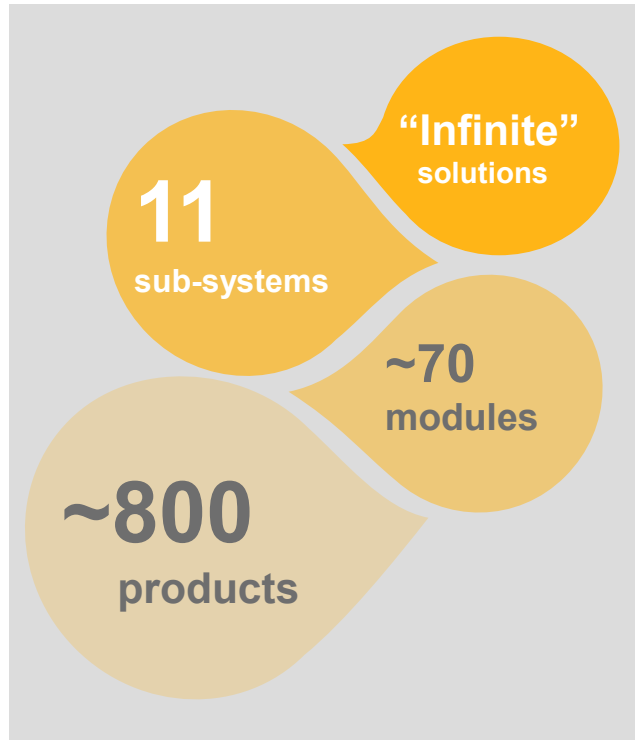 “Infinite”
solutions
11
sub-systems
~70
modules
~800
products